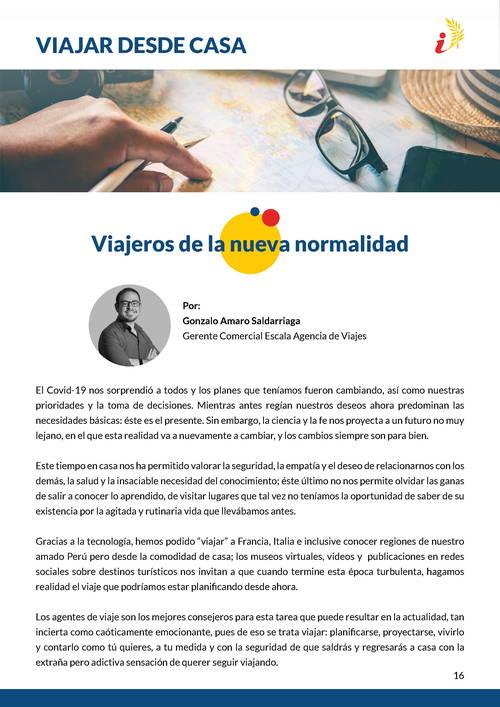 VIAJAR DESDE CASA
Viajeros de la nueva normalidad
Por:
Gonzalo Amaro Saldarriaga
Gerente Comercial Escala Agencia de Viajes
El Covid-19 nos sorprendió a todos y los planes que teníamos fueron cambiando, así como nuestras
prioridades y la toma de decisiones. Mientras antes regían nuestros deseos ahora predominan las
necesidades básicas: éste es el presente. Sin embargo, la ciencia y la fe nos proyecta a un futuro no muy
lejano, en el que esta realidad va a nuevamente a cambiar, y los cambios siempre son para bien.
Este tiempo en casa nos ha permitido valorar la seguridad, la empatía y el deseo de relacionarnos con los
demás, la salud y la insaciable necesidad del conocimiento; éste último no nos permite olvidar las ganas
de salir a conocer lo aprendido, de visitar lugares que tal vez no teníamos la oportunidad de saber de su
existencia por la agitada y rutinaria vida que llevábamos antes.
Gracias a la tecnología, hemos podido “viajar” a Francia, Italia e inclusive conocer regiones de nuestro
amado Perú pero desde la comodidad de casa; los museos virtuales, videos y publicaciones en redes
sociales sobre destinos turísticos nos invitan a que cuando termine esta época turbulenta, hagamos
realidad el viaje que podríamos estar planificando desde ahora.
Los agentes de viaje son los mejores consejeros para esta tarea que puede resultar en la actualidad, tan
incierta como caóticamente emocionante, pues de eso se trata viajar: planificarse, proyectarse, vivirlo
y contarlo como tú quieres, a tu medida y con la seguridad de que saldrás y regresarás a casa con la
extraña pero adictiva sensación de querer seguir viajando.
16